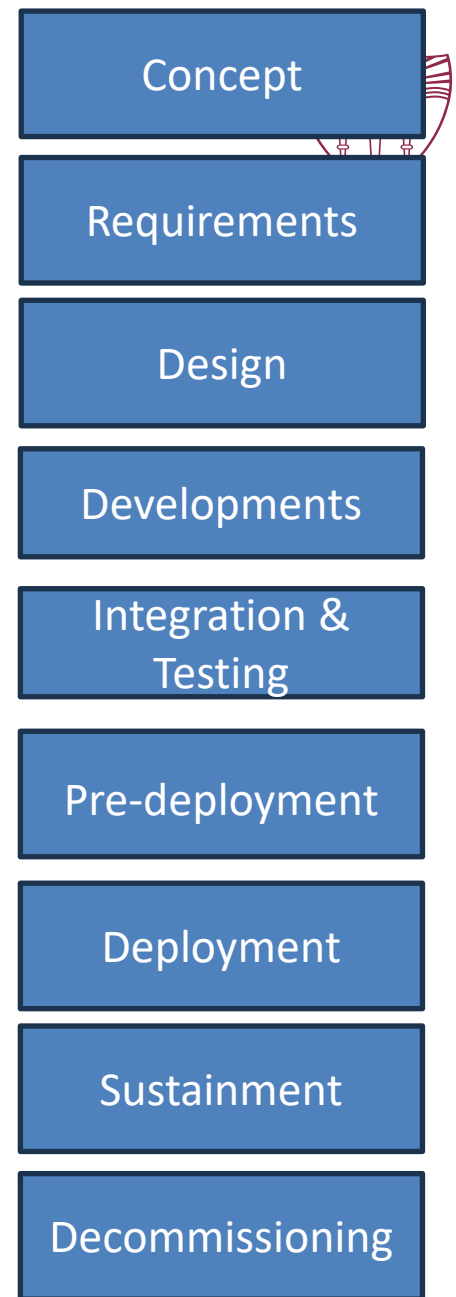 Concept
Requirements
Design
Developments
Integration &
Testing
Pre-deployment
Deployment
Sustainment
Decommissioning